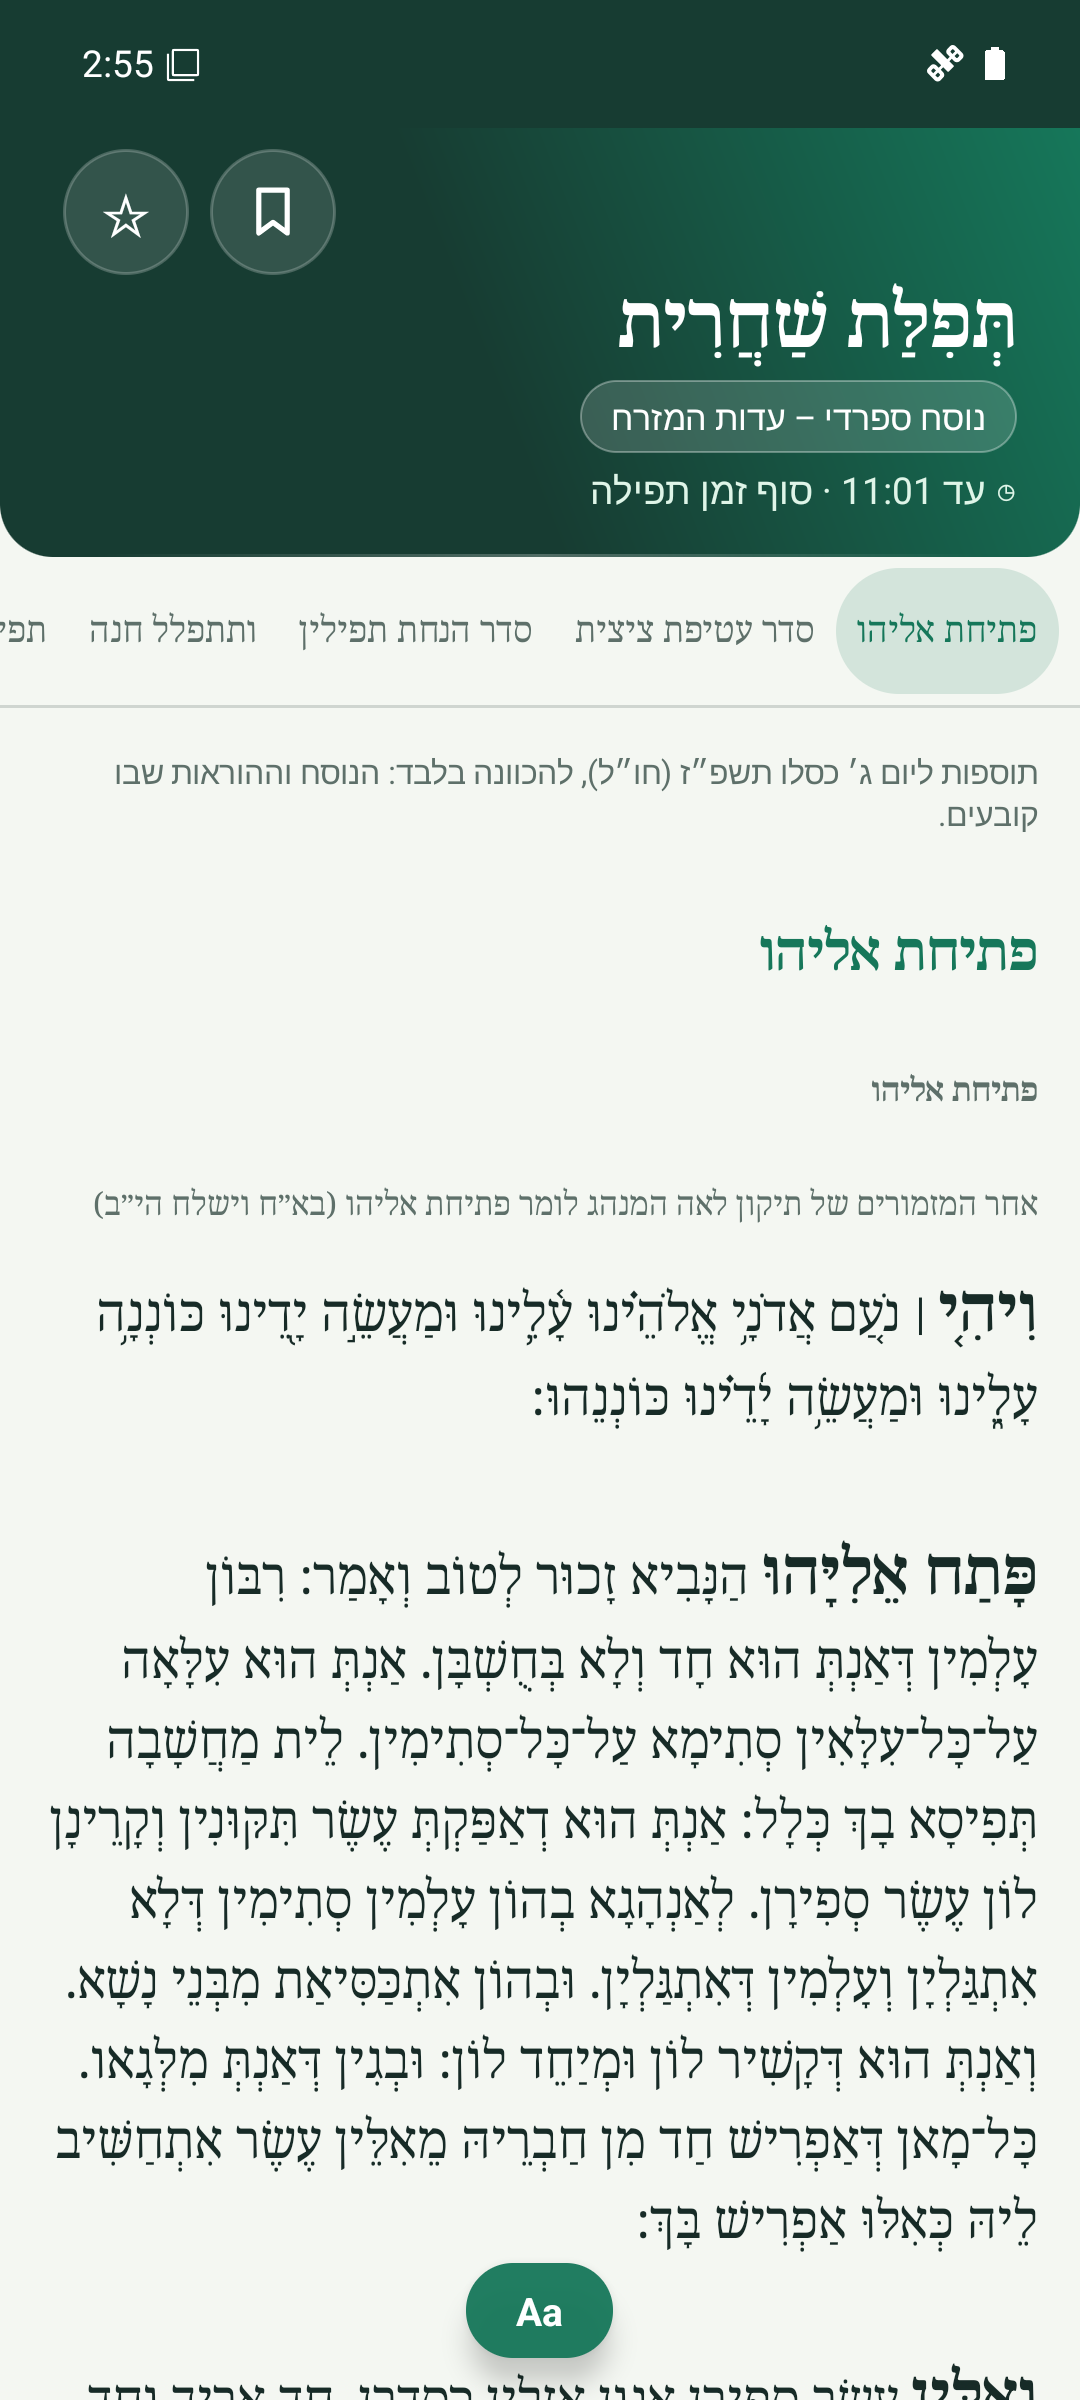 2:55
תְּפִלַּת שַׁחֲרִית
נוסח ספרדי – עדות המזרח
עד 11:01 · סוף זמן תפילה
פתיחת אליהו סדר עטיפת ציצית סדר הנחת תפילין ותתפלל חנה תפי
תוספות ליום ג׳ כסלו תשפ״ז (חו״ל), להכוונה בלבד: הנוסח וההוראות שבו
קובעים.
פתיחת אליהו
פתיחת אליהו
אחר המזמורים של תיקון לאה המנהג לומר פתיחת אליהו (בא״ח וישלח הי״ב)
וִיהִ֤י ׀ נֹ֤עַם אֲדֹנָ֥י אֱלֹהֵ֗ינוּ עָ֫לֵ֥ינוּ וּמַעֲשֵׂ֣ה יָ֭דֵינוּ כּוֹנְנָ֥ה
עָלֵ֑ינוּ וּמַעֲשֵׂ֥ה יָ֝דֵ֗ינוּ כּוֹנְנֵהוּ׃
פָּתַח אֵלִיָּהוּ הַנָּבִיא זָכוּר לְטוֹב וְאָמַר: רִבּוֹן
עָלְמִין דְּאַנְתְּ הוּא חָד וְלָא בְּחֻשְׁבָּן. אַנְתְּ הוּא עִלָּאָה
עַל־כָּל־עִלָּאִין סְתִימָא עַל־כָּל־סְתִימִין. לֵית מַחֲשָׁבָה
תְּפִיסָא בָךְ כְּלָל: אַנְתְּ הוּא דְאַפַּקְתְּ עֶשֶׂר תִּקּוּנִין וְקָרֵינָן
לוֹן עֶשֶׂר סְפִירָן. לְאַנְהָגָא בְהוֹן עָלְמִין סְתִימִין דְּלָא
אִתְגַּלְיָן וְעָלְמִין דְּאִתְגַּלְיָן. וּבְהוֹן אִתְכַּסִּיאַת מִבְּנֵי נָשָׁא.
וְאַנְתְּ הוּא דְּקָשִׁיר לוֹן וּמְיַחֵד לוֹן: וּבְגִין דְּאַנְתְּ מִלְּגָאו.
כָּל־מָאן דְּאַפְרִישׁ חַד מִן חַבְרֵיהּ מֵאִלֵּין עֶשֶׂר אִתְחַשִּׁיב
לֵיהּ כְּאִלּוּ אַפְרִישׁ בָּךְ:
Aa